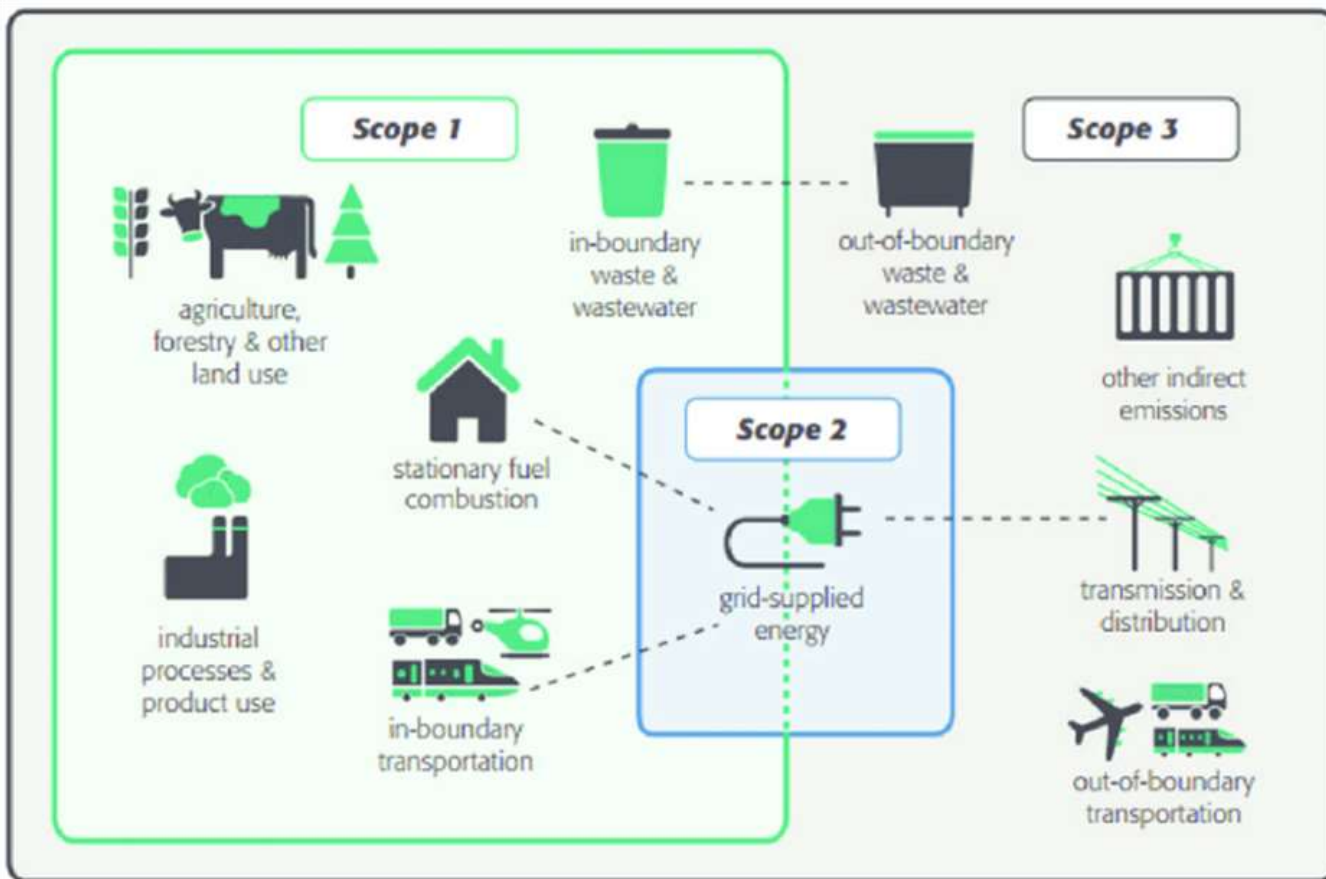 Scope 1
Scope 3
in-boundary
waste &
wastewater
out-of-boundary
waste &
wastewater
agriculture,
forestry & other
land use
other indirect
emissions
Scope 2
stationary fuel
combustion
grid-supplied
energy
transmission &
distribution
industrial
processes &
product use
in-boundary
transportation
out-of-boundary
transportation